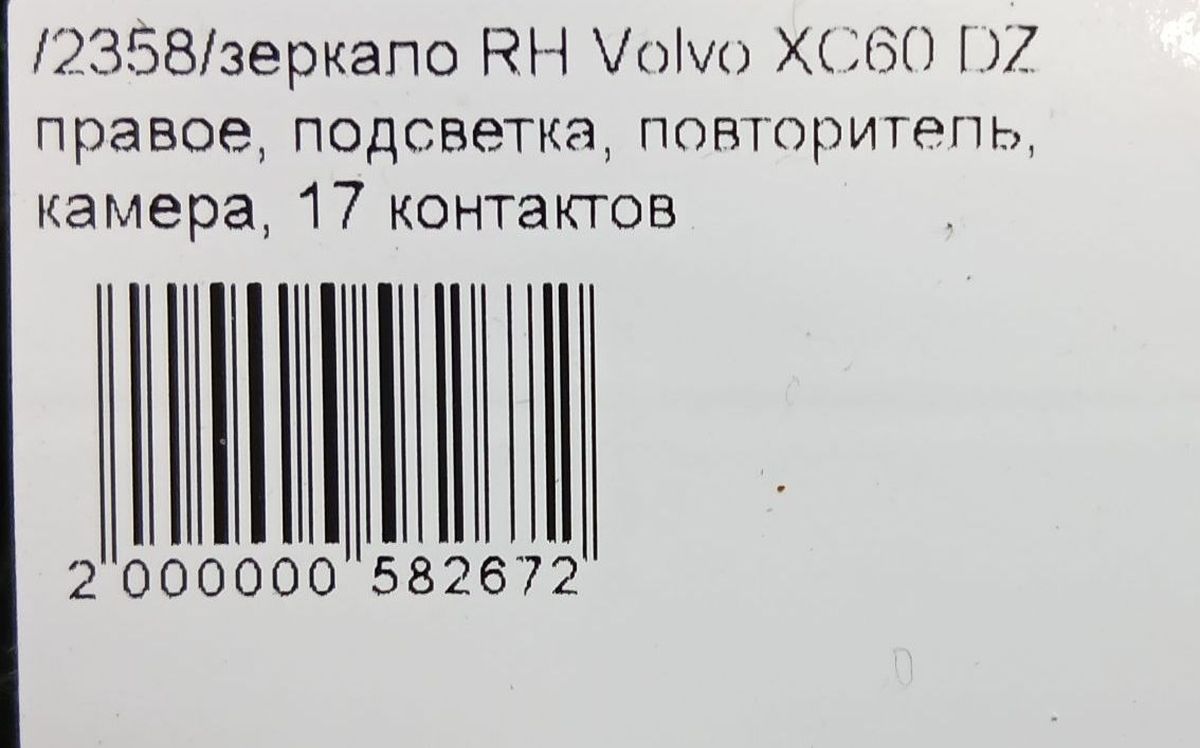 /2358/зеркало RH Volvo XC60 DZ
правое, подсветка, повторитель,
камера, 17 контактов
2 000000 582672